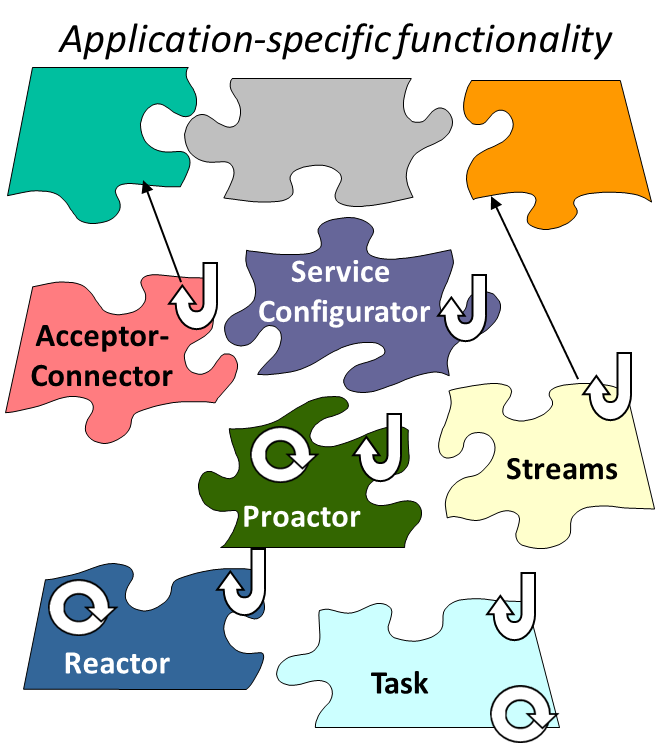 Application-specific functionality
Service
Configurator
Acceptor-
Connector
Streams
Proactor
Reactor
Task